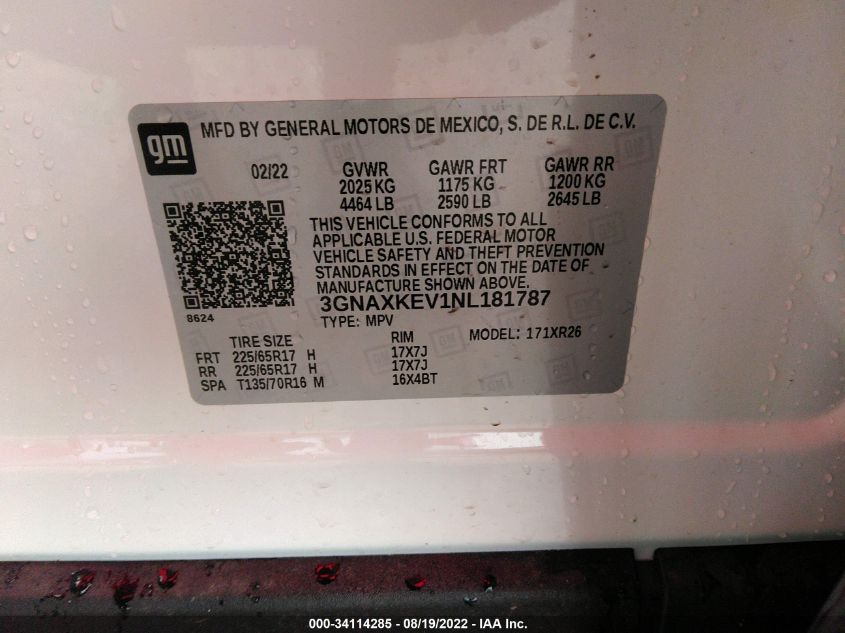 gm
MFD BY GENERAL MOTORS DE MEXICO, S. DE R.L. DE C.V.
02/22 GVWR GAWR FRT GAWR RR
2025 KG 1175 KG 1200 KG
4464 LB 2590 LB 2645 LB
THIS VEHICLE CONFORMS TO ALL
APPLICABLE U.S. FEDERAL MOTOR
VEHICLE SAFETY AND THEFT PREVENTION
STANDARDS IN EFFECT ON THE DATE OF
MANUFACTURE SHOWN ABOVE.
8624
3GNAXKEV1NL181787
TYPE: MPV
TIRE SIZE RIM MODEL: 171XR26
FRT 225/65R17 H 17X7J
RR 225/65R17 H 17X7J
SPA T135/70R16 M 16X4BT
000-34114285 - 08/19/2022 - IAA Inc.